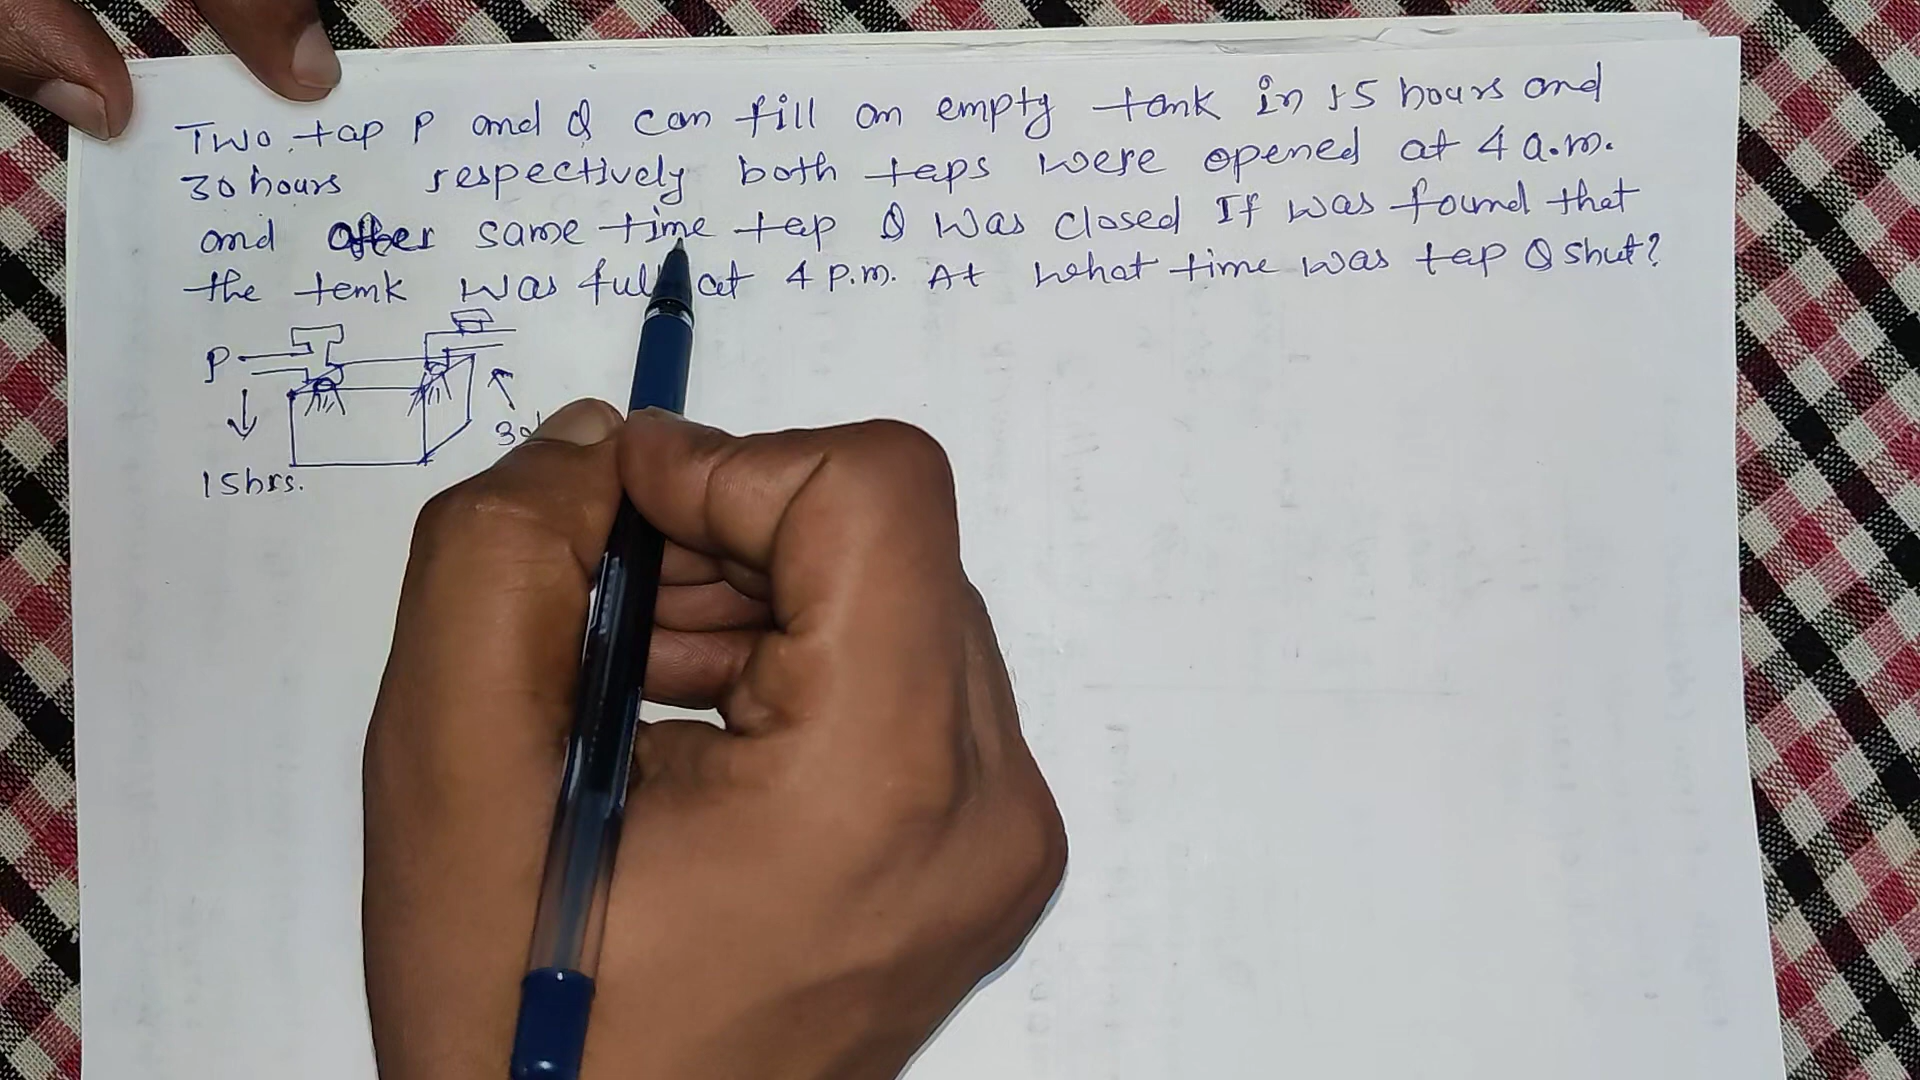 Two tap P and Q can fill an empty tank in 15 hours and
30 hours respectively both taps were opened at 4 a.m.
and after same time tap Q was closed If was found that
the tank was full at 4 p.m. At what time was tap Q shut?
P
15hrs.